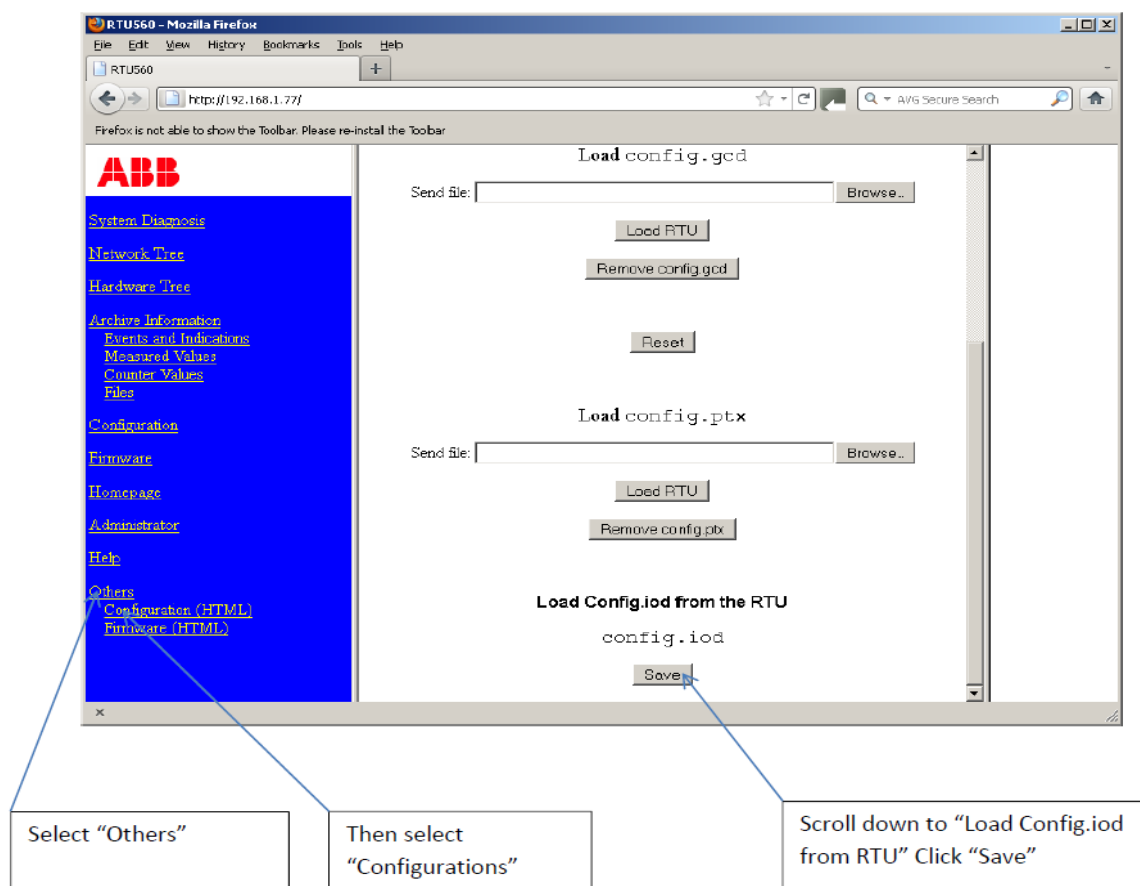 RTU560 - Mozilla Firefox
File Edit View History Bookmarks Tools Help
RTU560
http://192.168.1.77/
AVG Secure Search
Firefox is not able to show the Toolbar. Please re-install the Toolbar
ABB
System Diagnosis
Network Tree
Hardware Tree
Archive Information
Events and Indications
Measured Values
Counter Values
Files
Configuration
Firmware
Homepage
Administrator
Help
Others
Configuration (HTML)
Firmware (HTML)
Load config.gcd
Send file: Browse..
Load RTU
Remove config.gcd
Reset
Load config.ptx
Send file: Browse..
Load RTU
Remove config.ptx
Load Config.iod from the RTU
config.iod
Save
Select “Others”
Then select
“Configurations”
Scroll down to “Load Config.iod
from RTU” Click “Save”